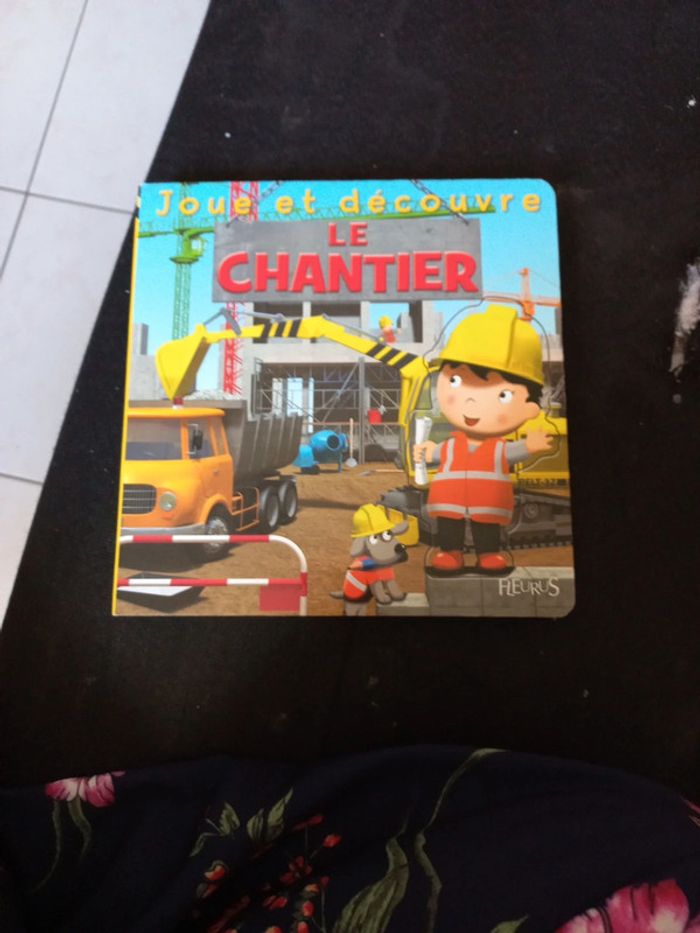 Joue et découvre
LE
CHANTIER
FLEURUS